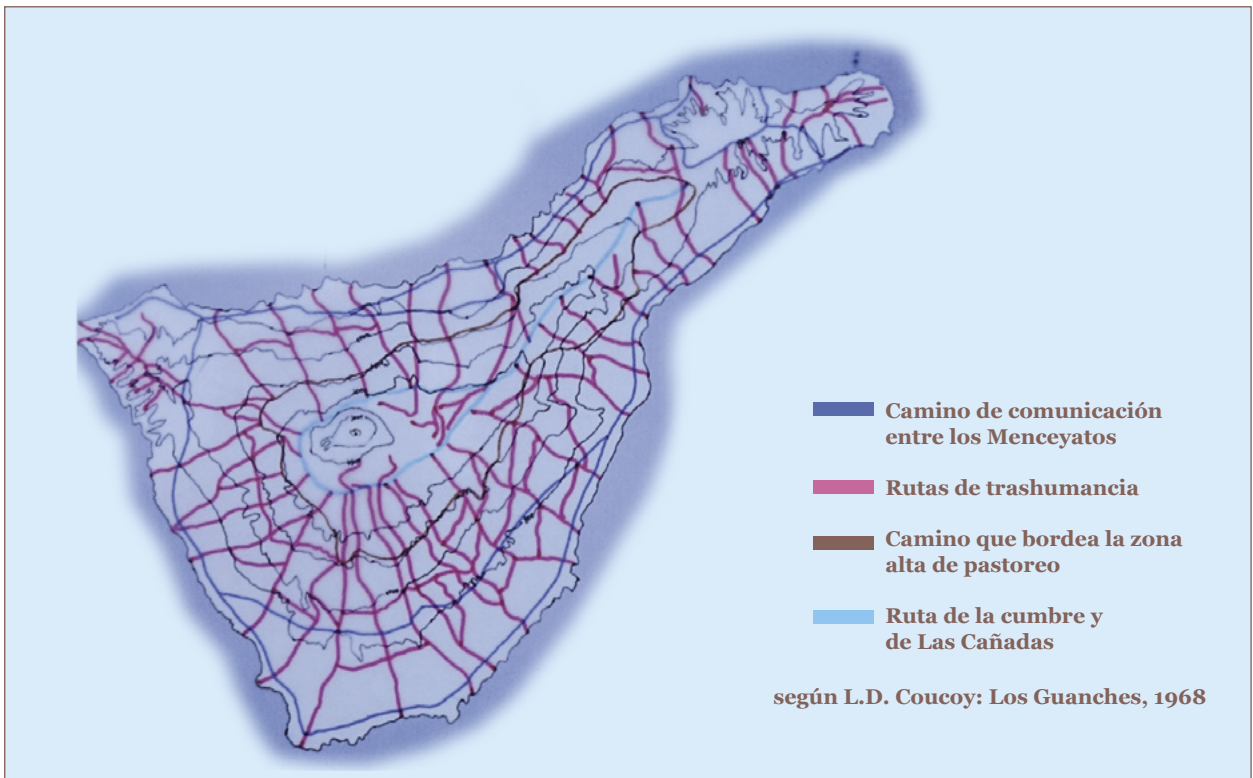 Camino de comunicación
entre los Menceyatos
Rutas de trashumancia
Camino que bordea la zona
alta de pastoreo
Ruta de la cumbre y
de Las Cañadas
según L.D. Coucoy: Los Guanches, 1968